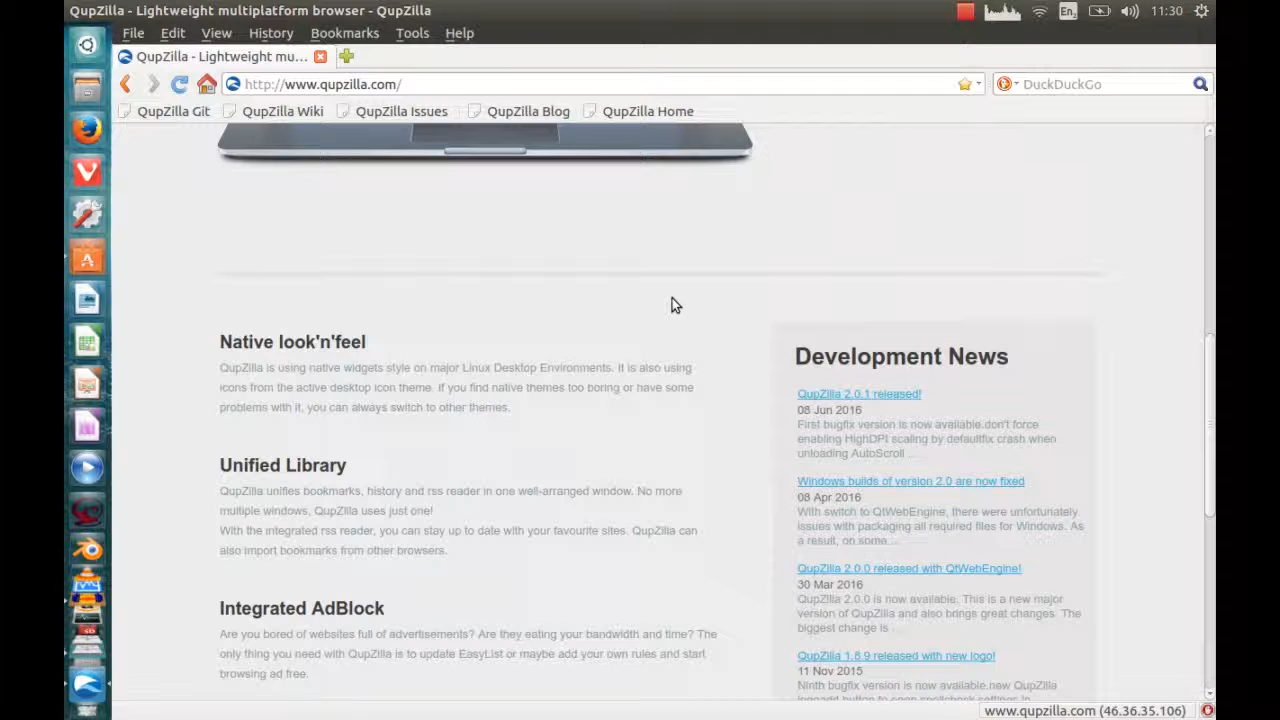 QupZilla - Lightweight multiplatform browser - QupZilla
En2
11:30
File Edit View History Bookmarks Tools Help
QupZilla - Lightweight mu...
http://www.qupzilla.com/
DuckDuckGo
QupZilla Git QupZilla Wiki QupZilla Issues QupZilla Blog QupZilla Home
Native look'n'feel
QupZilla is using native widgets style on major Linux Desktop Environments. It is also using
icons from the active desktop icon theme. If you find native themes too boring or have some
problems with it, you can always switch to other themes.
Unified Library
QupZilla unifies bookmarks, history and rss reader in one well-arranged window. No more
multiple windows, QupZilla uses just one!
With the integrated rss reader, you can stay up to date with your favourite sites. QupZilla can
also import bookmarks from other browsers.
Integrated AdBlock
Are you bored of websites full of advertisements? Are they eating your bandwidth and time? The
only thing you need with QupZilla is to update EasyList or maybe add your own rules and start
browsing ad free.
Development News
QupZilla 2.0.1 released!
08 Jun 2016
First bugfix version is now available.don't force
enabling HighDPI scaling by defaultfix crash when
unloading AutoScroll ...
Windows builds of version 2.0 are now fixed
08 Apr 2016
With switch to QtWebEngine, there were unfortunately
issues with packaging all required files for Windows. As
a result, on some ...
QupZilla 2.0.0 released with QtWebEngine!
30 Mar 2016
QupZilla 2.0.0 is now available. This is a new major
version of QupZilla and also brings great changes. The
biggest change is ...
QupZilla 1.8.9 released with new logo!
11 Nov 2015
Ninth bugfix version is now available.new QupZilla
www.qupzilla.com (46.36.35.106)